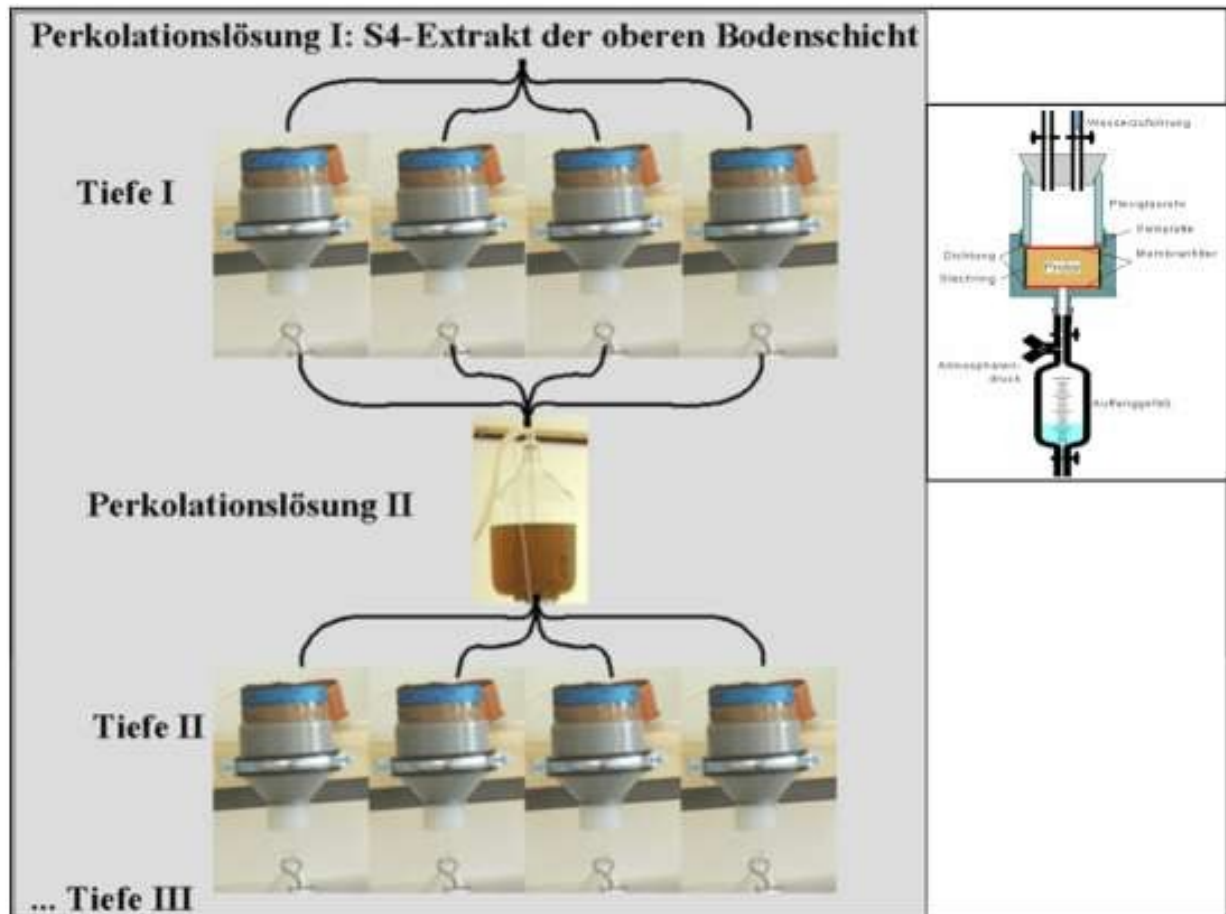 Perkolationslösung I: S4-Extrakt der oberen Bodenschicht
Tiefe I
Perkolationslösung II
Tiefe II
... Tiefe III
Wasserzuführung
Plexiglasrohr
Dichtung
Stechring
Probe
Membranfilter
Atmosphären-
druck
Auffanggefäß